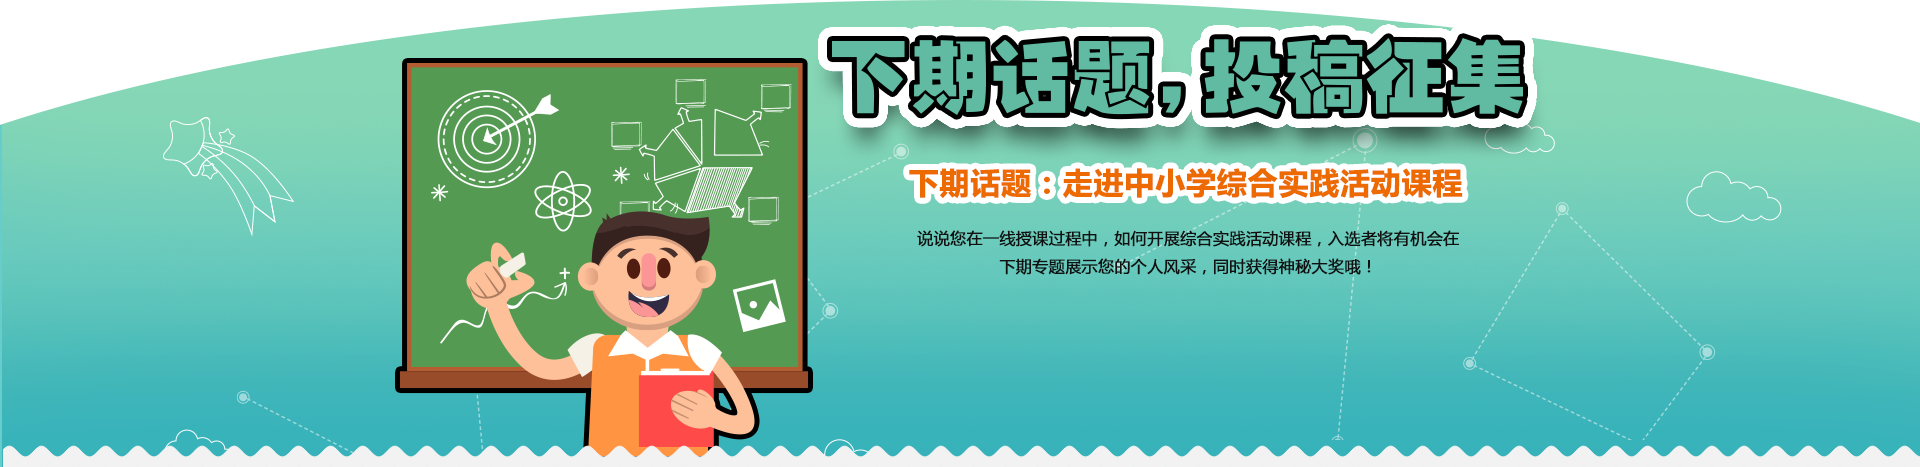 下期话题，投稿征集
下期话题：走进中小学综合实践活动课程
说说您在一线授课过程中，如何开展综合实践活动课程，入选者将有机会在
下期专题展示您的个人风采，同时获得神秘大奖哦！